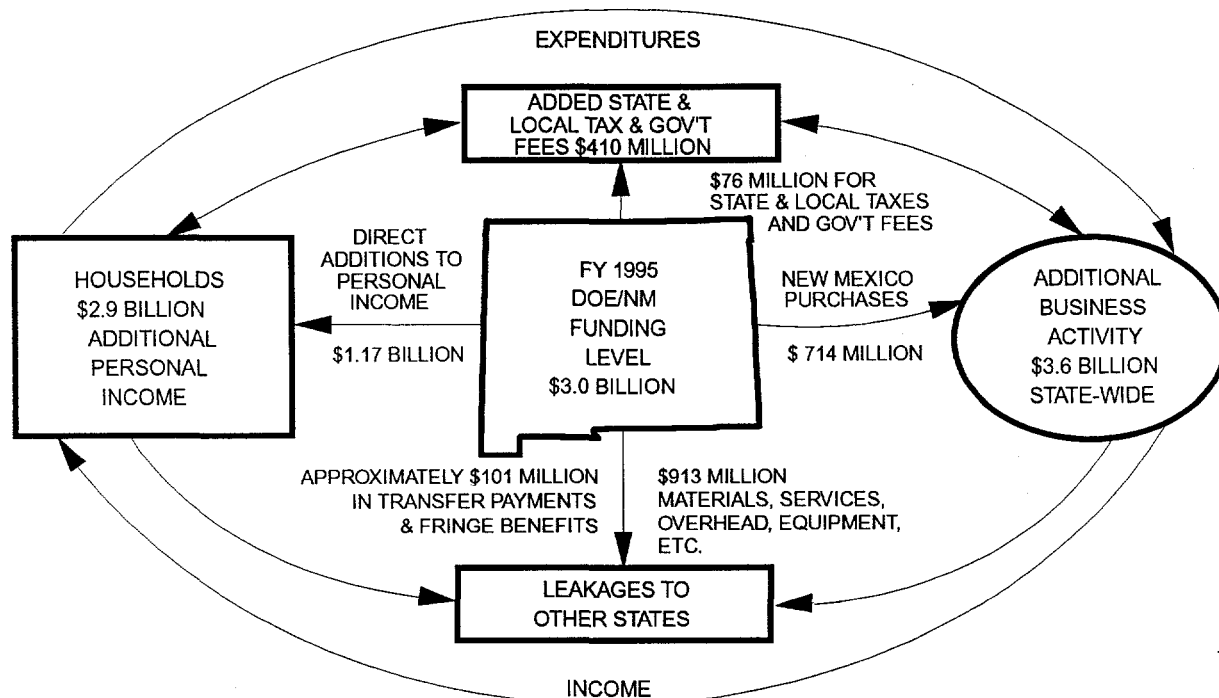 EXPENDITURES
ADDED STATE &
LOCAL TAX & GOV'T
FEES $410 MILLION
$76 MILLION FOR
STATE & LOCAL TAXES
AND GOV'T FEES
HOUSEHOLDS
$2.9 BILLION
ADDITIONAL
PERSONAL
INCOME
DIRECT
ADDITIONS TO
PERSONAL
INCOME
$1.17 BILLION
FY 1995
DOE/NM
FUNDING
LEVEL
$3.0 BILLION
NEW MEXICO
PURCHASES
$ 714 MILLION
ADDITIONAL
BUSINESS
ACTIVITY
$3.6 BILLION
STATE-WIDE
APPROXIMATELY $101 MILLION
IN TRANSFER PAYMENTS
& FRINGE BENEFITS
$913 MILLION
MATERIALS, SERVICES,
OVERHEAD, EQUIPMENT,
ETC.
LEAKAGES TO
OTHER STATES
INCOME